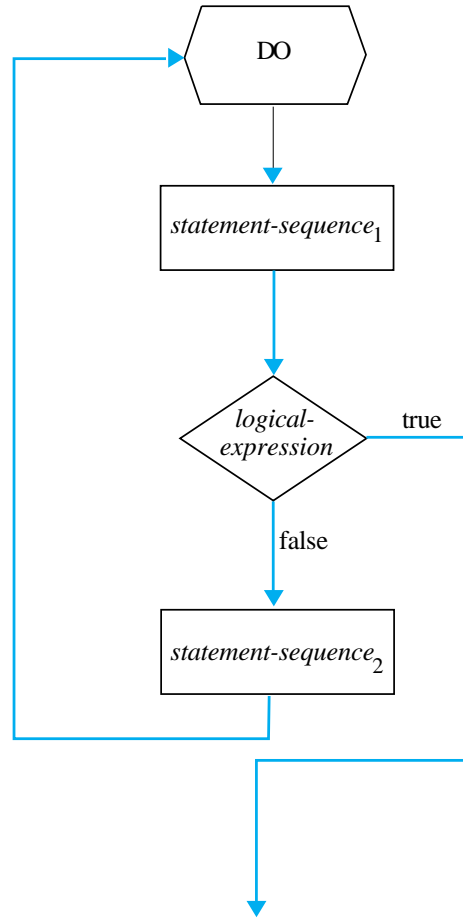 DO
statement-sequence1
logical-
expression
true
false
statement-sequence2